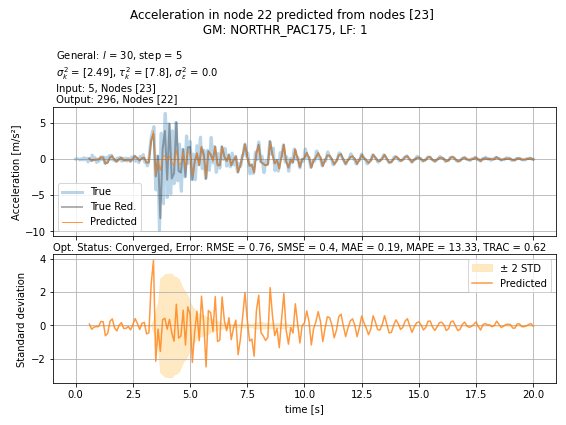 Acceleration in node 22 predicted from nodes [23]
GM: NORTHR_PAC175, LF: 1
General: l = 30, step = 5
σ²ₖ = [2.49], τ²ₖ = [7.8], σ²ε = 0.0
Input: 5, Nodes [23]
Output: 296, Nodes [22]
Acceleration [m/s²]
5
0
−5
−10
True
True Red.
Predicted
Opt. Status: Converged, Error: RMSE = 0.76, SMSE = 0.4, MAE = 0.19, MAPE = 13.33, TRAC = 0.62
Standard deviation
4
2
0
−2
± 2 STD
Predicted
0.0 2.5 5.0 7.5 10.0 12.5 15.0 17.5 20.0
time [s]